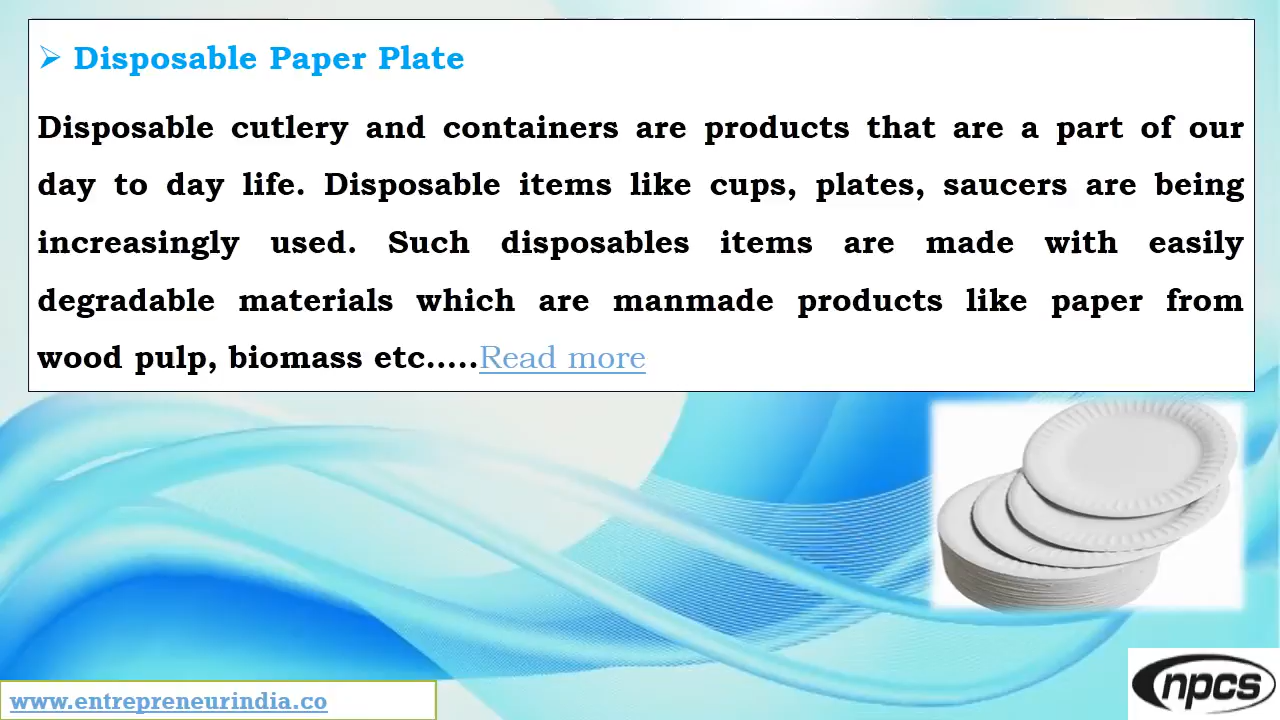 Disposable Paper Plate
Disposable cutlery and containers are products that are a part of our
day to day life. Disposable items like cups, plates, saucers are being
increasingly used. Such disposables items are made with easily
degradable materials which are manmade products like paper from
wood pulp, biomass etc.....Read more
www.entrepreneurindia.co
npcs